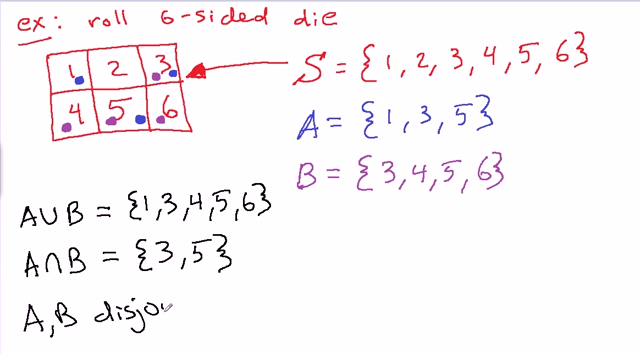 ex: roll 6-sided die
1 2 3
4 5 6
S = {1, 2, 3, 4, 5, 6}
A = {1, 3, 5}
B = {3, 4, 5, 6}
A∪B = {1, 3, 4, 5, 6}
A∩B = {3, 5}
A, B